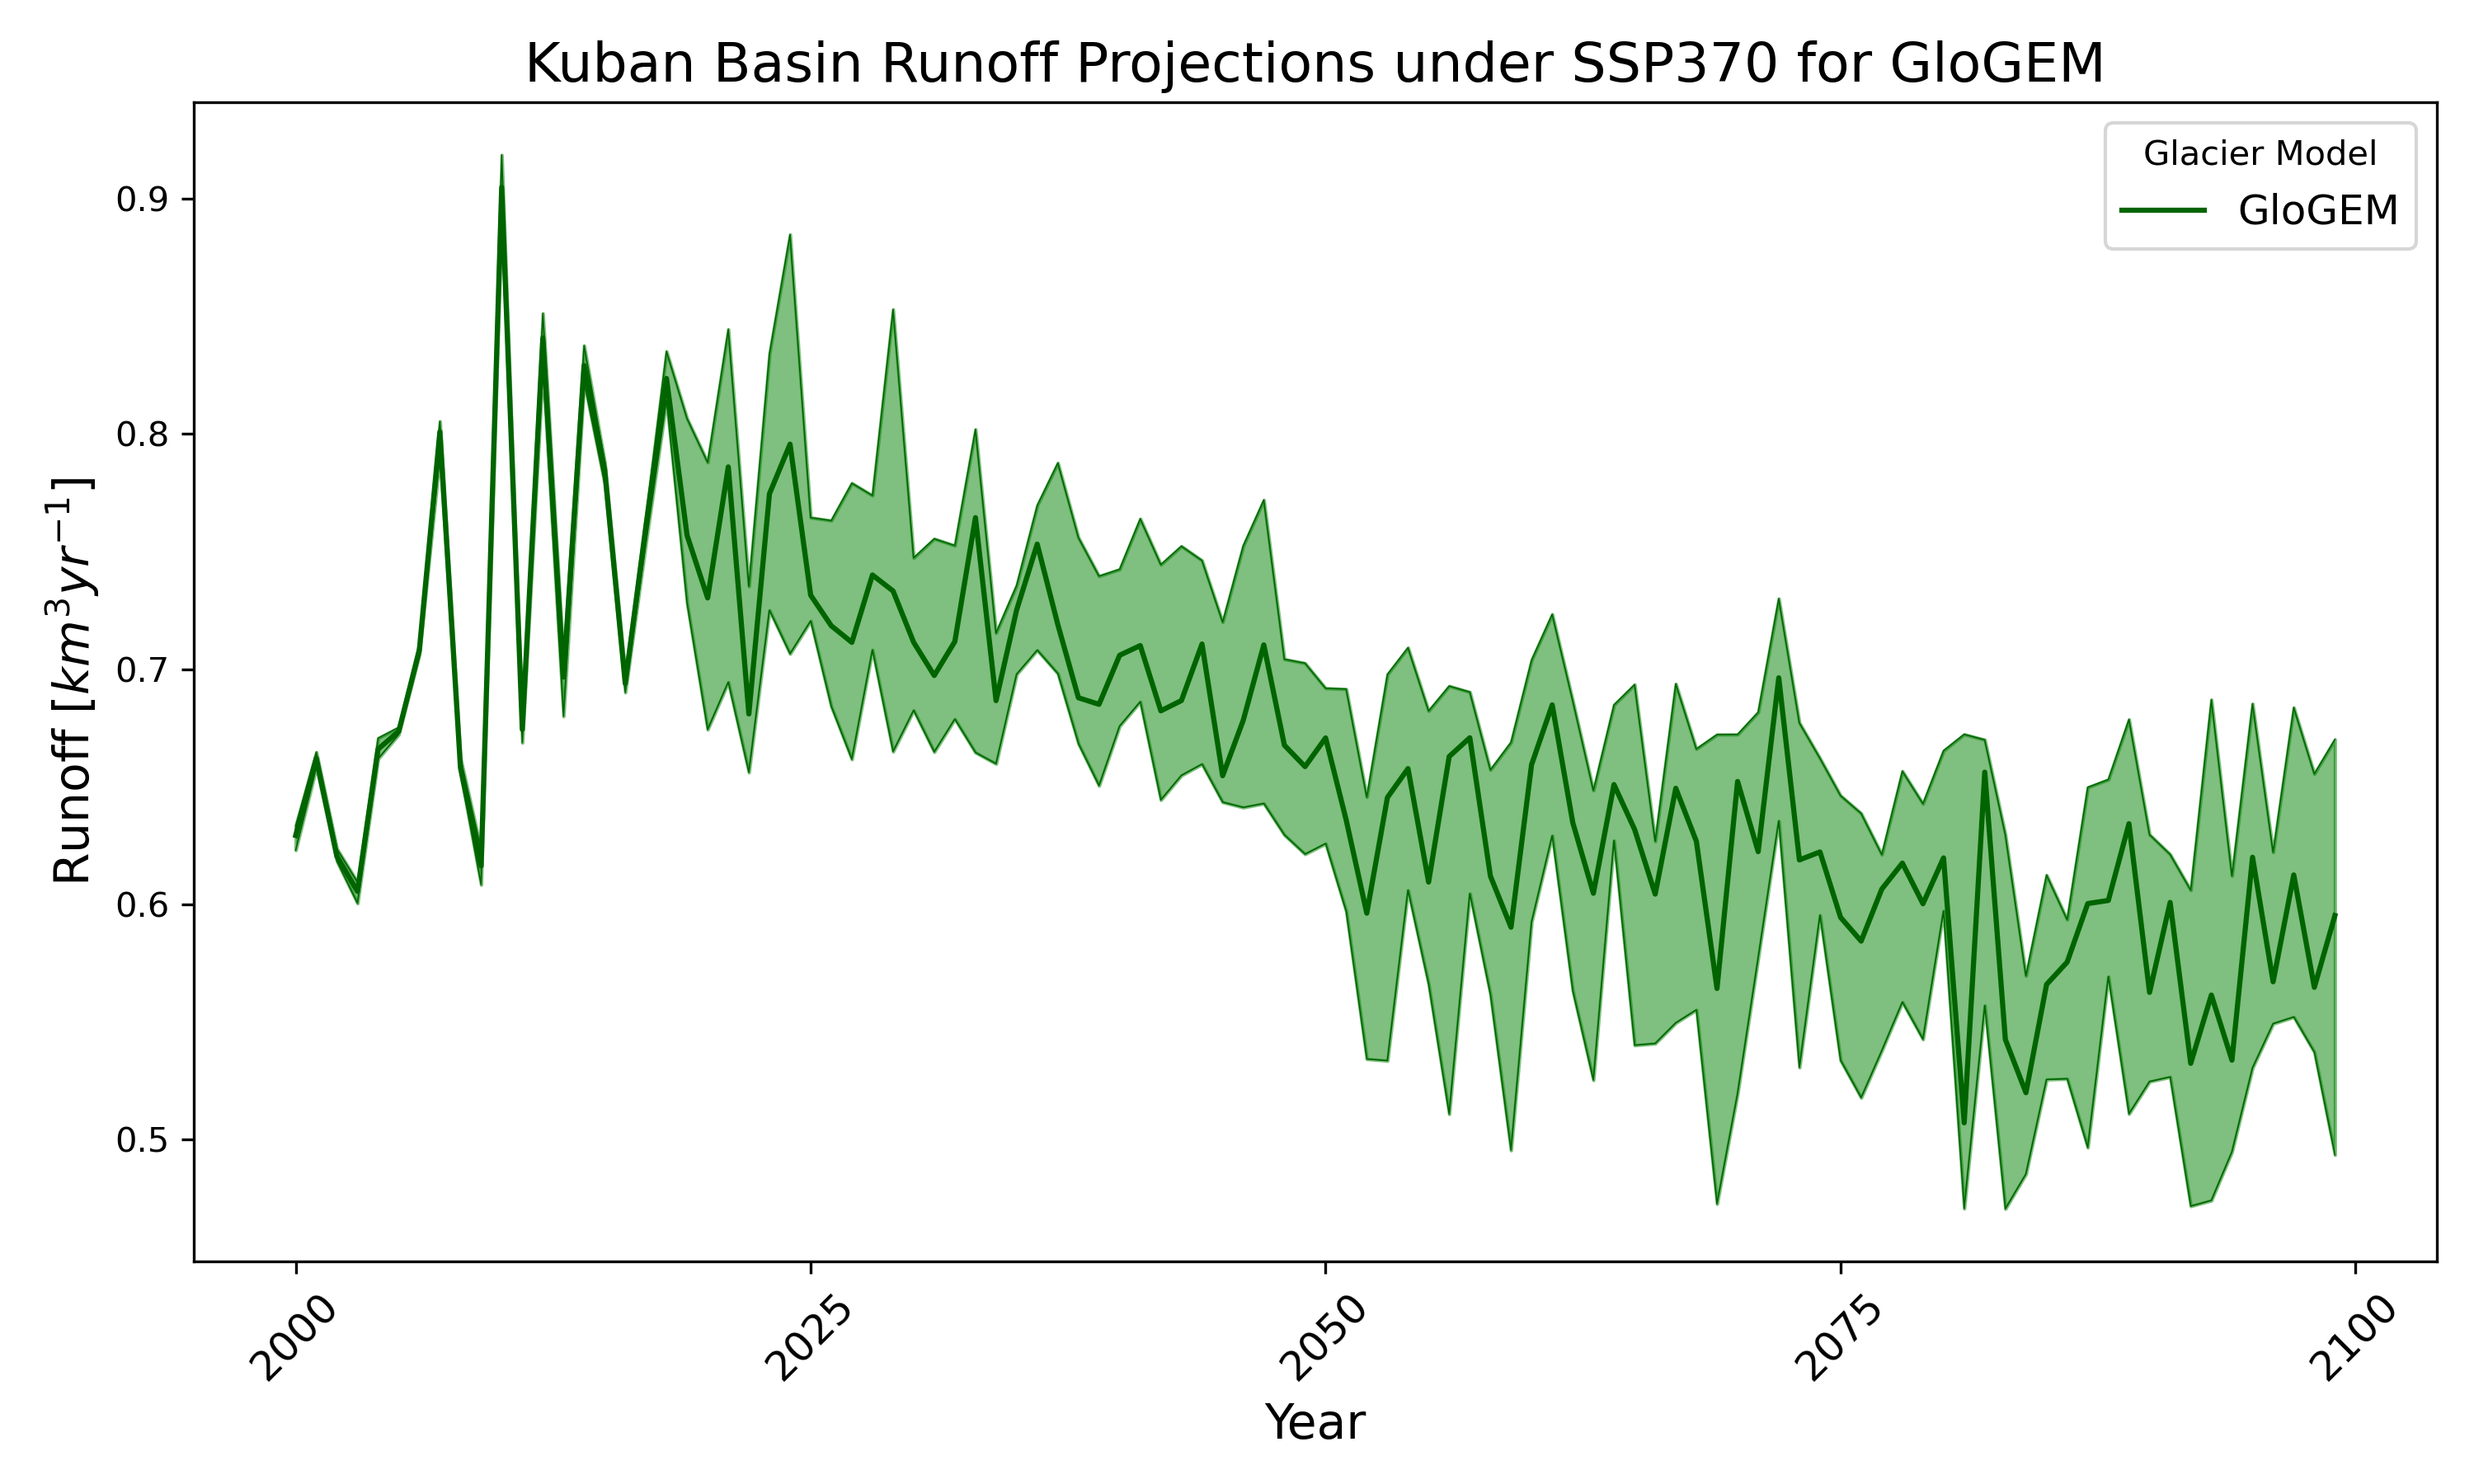 Kuban Basin Runoff Projections under SSP370 for GloGEM
Glacier Model
GloGEM
Runoff [km³yr⁻¹]
0.9
0.8
0.7
0.6
0.5
2000
2025
2050
2075
2100
Year